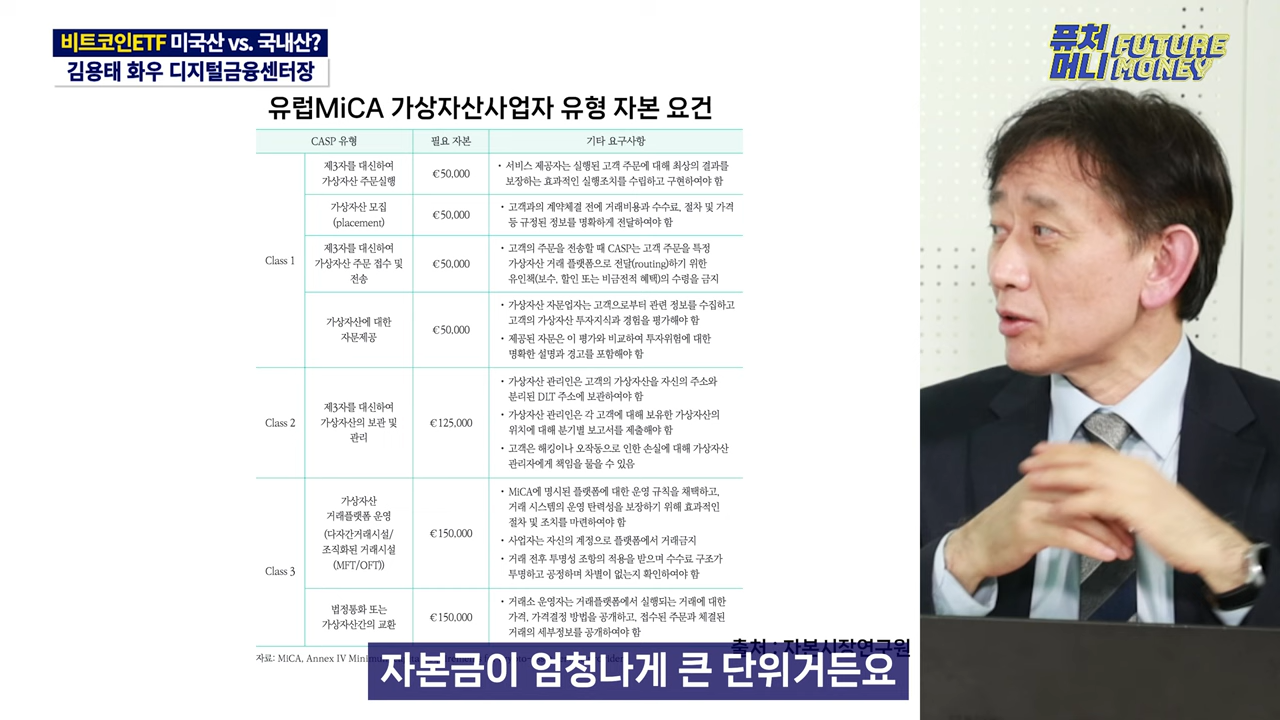 비트코인ETF 미국산 vs. 국내산?
김용태 화우 디지털금융센터장
퓨처 FUTURE
머니 MONEY
유럽MiCA 가상자산사업자 유형 자본 요건
CASP 유형 필요 자본 기타 요구사항
Class 1
제3자를 대신하여
가상자산 주문실행
€50,000
• 서비스 제공자는 실행된 고객 주문에 대해 최상의 결과를
보장하는 효과적인 실행조치를 수립하고 구현하여야 함
가상자산 모집
(placement)
€50,000
• 고객과의 계약체결 전에 거래비용과 수수료, 절차 및 가격
등 규정된 정보를 명확하게 전달하여야 함
제3자를 대신하여
가상자산 주문 접수 및
전송
€50,000
• 고객의 주문을 전송할 때 CASP는 고객 주문을 특정
가상자산 거래 플랫폼으로 전달(routing)하기 위한
유인책(보수, 할인 또는 비금전적 혜택)의 수령을 금지
가상자산에 대한
자문제공
€50,000
• 가상자산 자문업자는 고객으로부터 관련 정보를 수집하고
고객의 가상자산 투자지식과 경험을 평가해야 함
• 제공된 자문은 이 평가와 비교하여 투자위험에 대한
명확한 설명과 경고를 포함해야 함
Class 2
제3자를 대신하여
가상자산의 보관 및
관리
€125,000
• 가상자산 관리인은 고객의 가상자산을 자신의 주소와
분리된 DLT 주소에 보관하여야 함
• 가상자산 관리인은 각 고객에 대해 보유한 가상자산의
위치에 대해 분기별 보고서를 제출해야 함
• 고객은 해킹이나 오작동으로 인한 손실에 대해 가상자산
관리자에게 책임을 물을 수 있음
Class 3
가상자산
거래플랫폼 운영
(다자간거래시설/
조직화된 거래시설
(MFT/OFT))
€150,000
• MiCA에 명시된 플랫폼에 대한 운영 규칙을 채택하고,
거래 시스템의 운영 탄력성을 보장하기 위해 효과적인
절차 및 조치를 마련하여야 함
• 사업자는 자신의 계정으로 플랫폼에서 거래금지
• 거래 전후 투명성 조항의 적용을 받으며 수수료 구조가
투명하고 공정하며 차별이 없는지 확인하여야 함
법정통화 또는
가상자산간의 교환
€150,000
• 거래소 운영자는 거래플랫폼에서 실행되는 거래에 대한
가격, 가격결정 방법을 공개하고, 접수된 주문과 체결된
거래의 세부정보를 공개하여야 함
출처 : 자본시장연구원
자료: MiCA, Annex IV
자본금이 엄청나게 큰 단위거든요